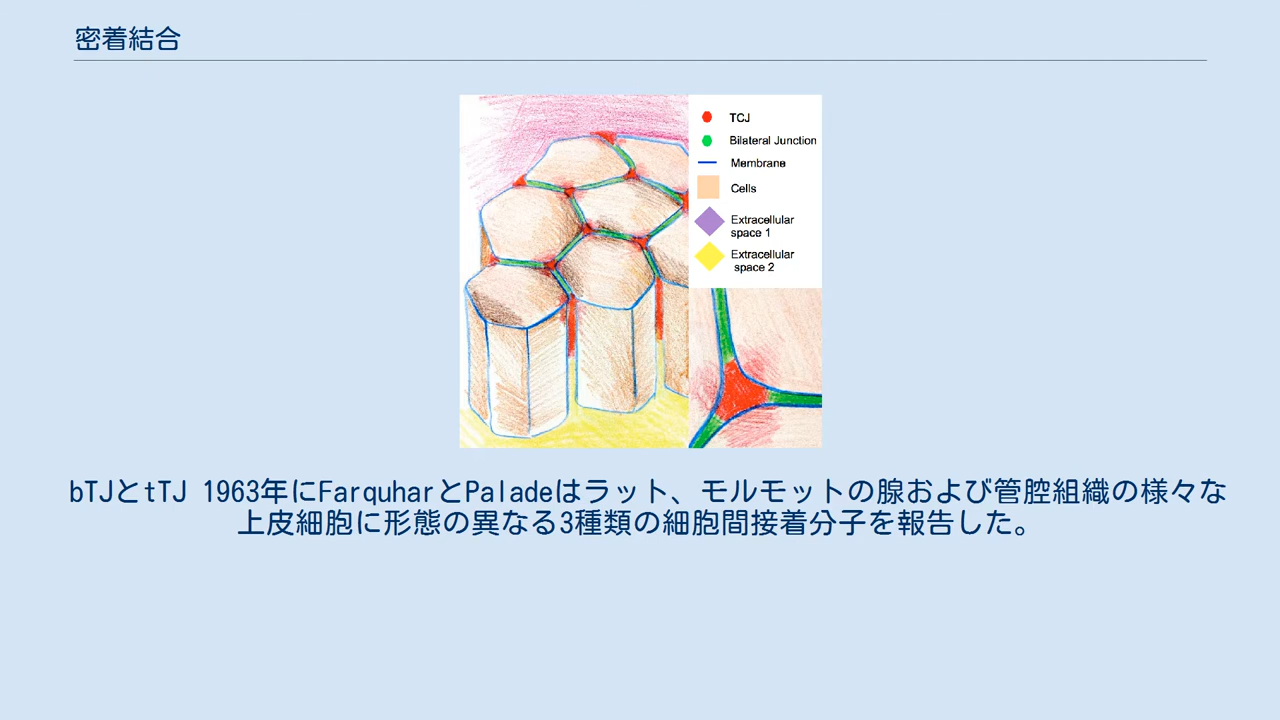 密着結合
TCJ
Bilateral Junction
Membrane
Cells
Extracellular
space 1
Extracellular
space 2
bTJとtTJ 1963年にFarquharとPaladeはラット、モルモットの腺および管腔組織の様々な
上皮細胞に形態の異なる3種類の細胞間接着分子を報告した。